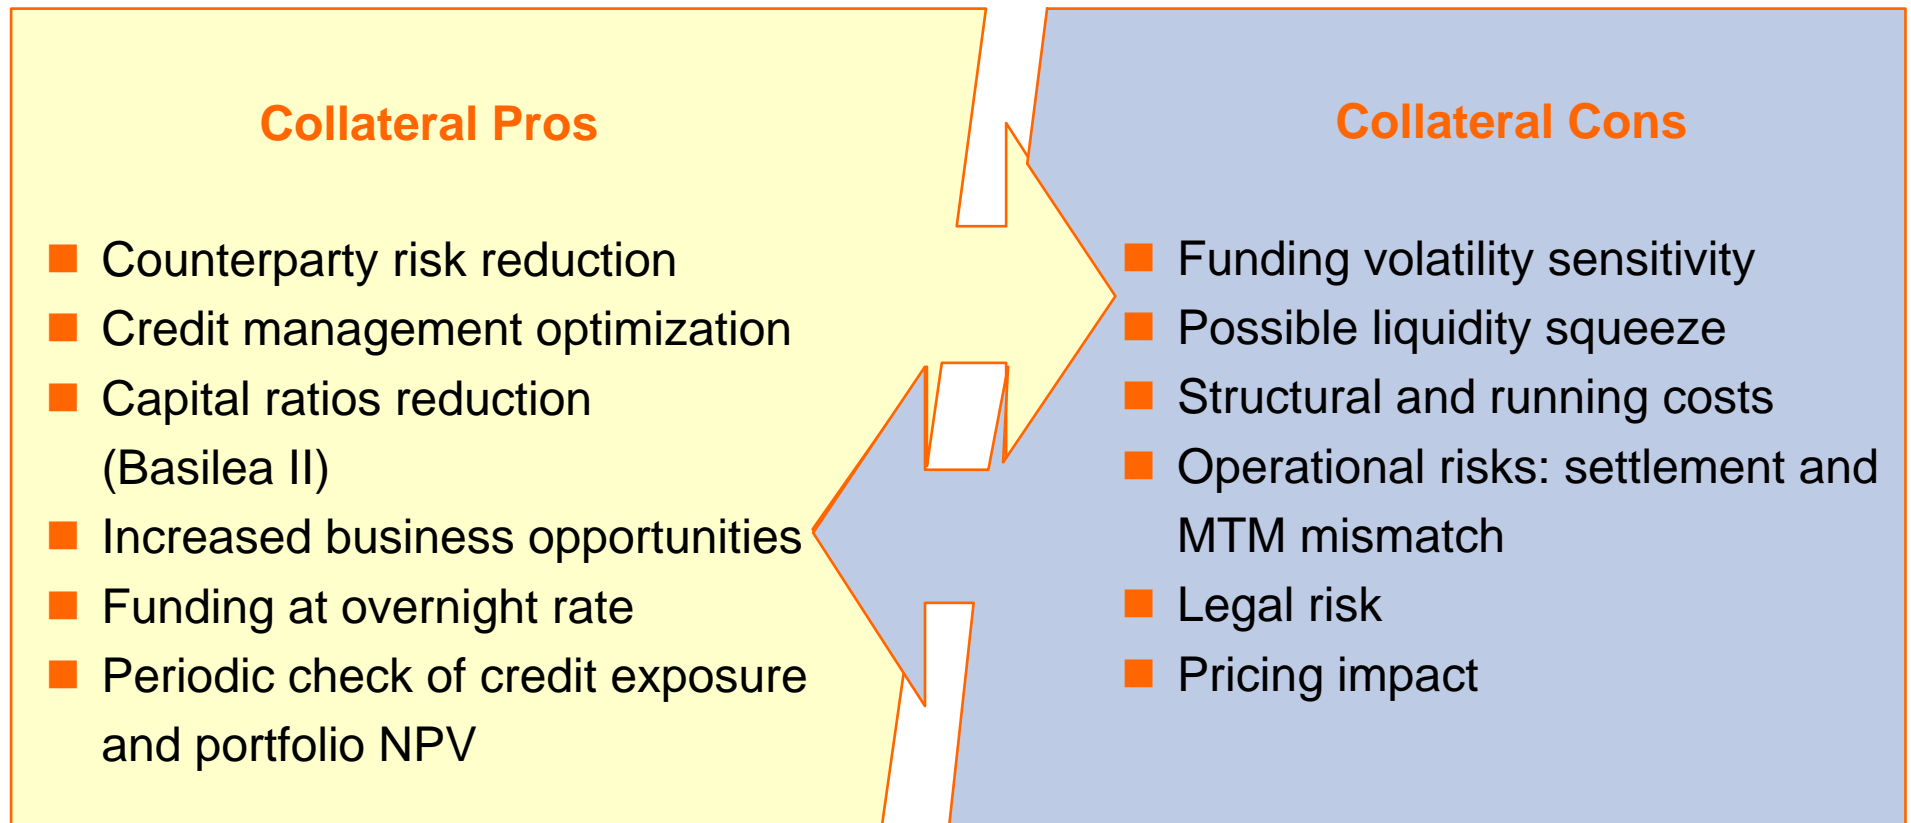 Collateral Pros
Counterparty risk reduction
Credit management optimization
Capital ratios reduction
(Basilea II)
Increased business opportunities
Funding at overnight rate
Periodic check of credit exposure
and portfolio NPV
Collateral Cons
Funding volatility sensitivity
Possible liquidity squeeze
Structural and running costs
Operational risks: settlement and
MTM mismatch
Legal risk
Pricing impact